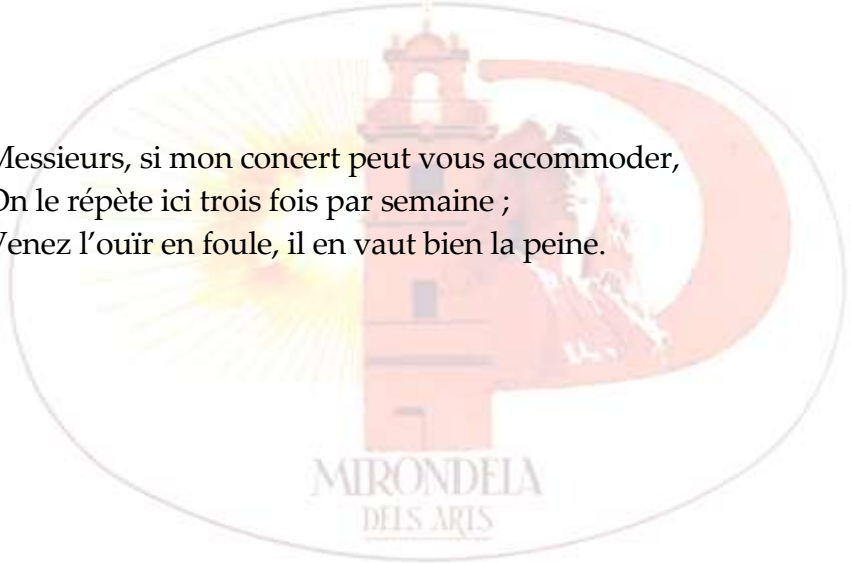 Messieurs, si mon concert peut vous accommoder,
On le répète ici trois fois par semaine ;
Venez l’ouïr en foule, il en vaut bien la peine.
MIRONDELA
DELS ARTS